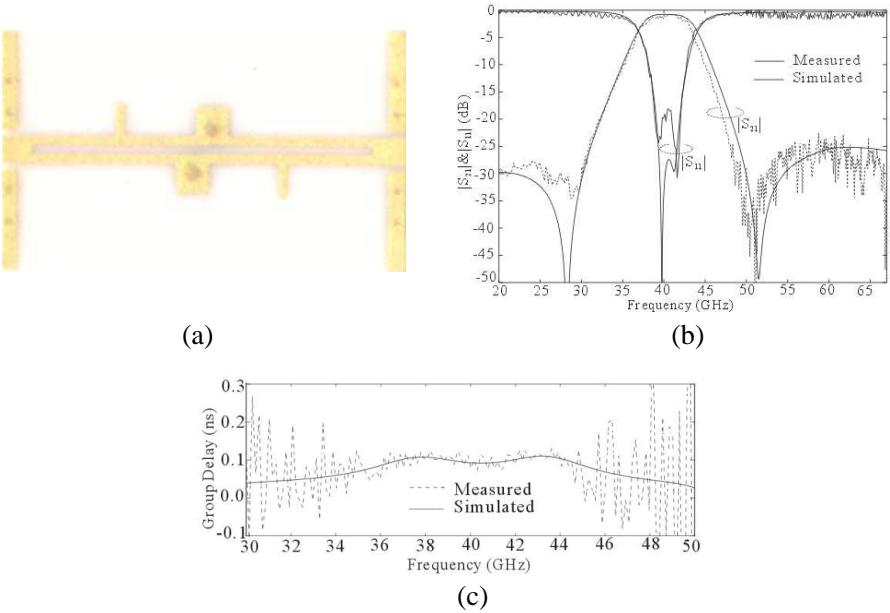 0
-5
-10
-15
-20
-25
-30
-35
-40
-45
-50
|S21|&|S11| (dB)
Measured
Simulated
|S21|
|S11|
20 25 30 35 40 45 50 55 60 65
Frequency (GHz)
(a)
(b)
0.3
0.2
0.1
0.0
-0.1
Group Delay (ns)
Measured
Simulated
30 32 34 36 38 40 42 44 46 48 50
Frequency (GHz)
(c)